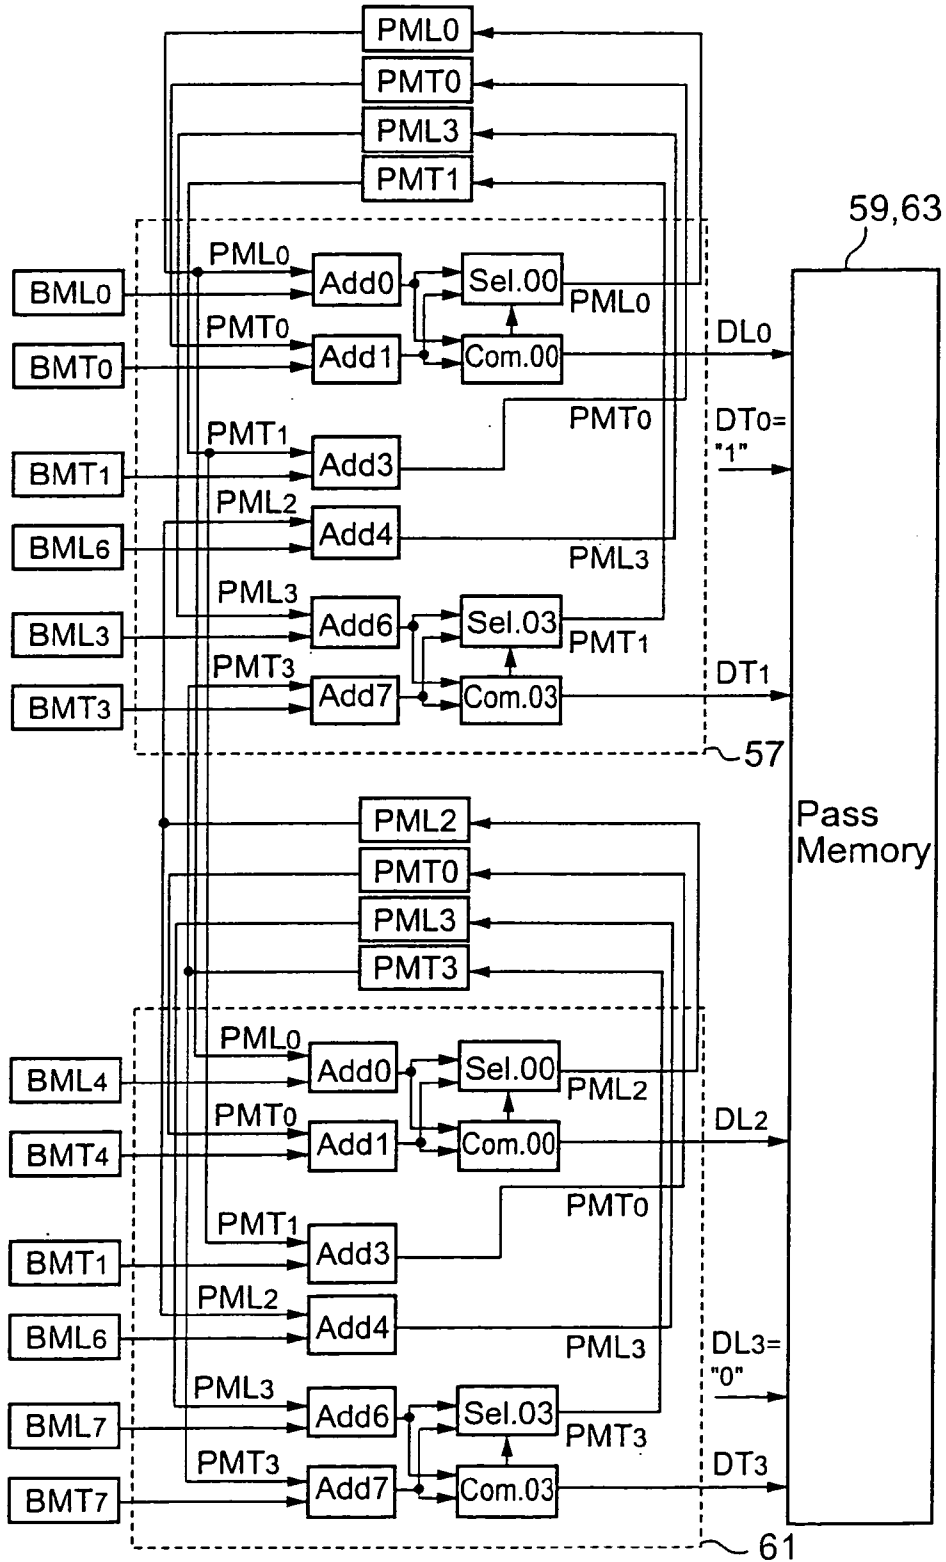 PML0
PMT0
PML3
PMT1
59,63
PML0
BML0
Add0
Sel.00
PML0
PMT0
BMT0
Add1
Com.00
DL0
PMT0
DT0=
"1"
PMT1
BMT1
Add3
PML2
BML6
Add4
PML3
PML3
BML3
Add6
Sel.03
PMT1
PMT3
BMT3
Add7
Com.03
DT1
57
Pass
Memory
PML2
PMT0
PML3
PMT3
PML0
BML4
Add0
Sel.00
PML2
PMT0
BMT4
Add1
Com.00
DL2
PMT0
PMT1
BMT1
Add3
PML2
BML6
Add4
PML3
DL3=
"0"
PML3
BML7
Add6
Sel.03
PMT3
PMT3
BMT7
Add7
Com.03
DT3
61